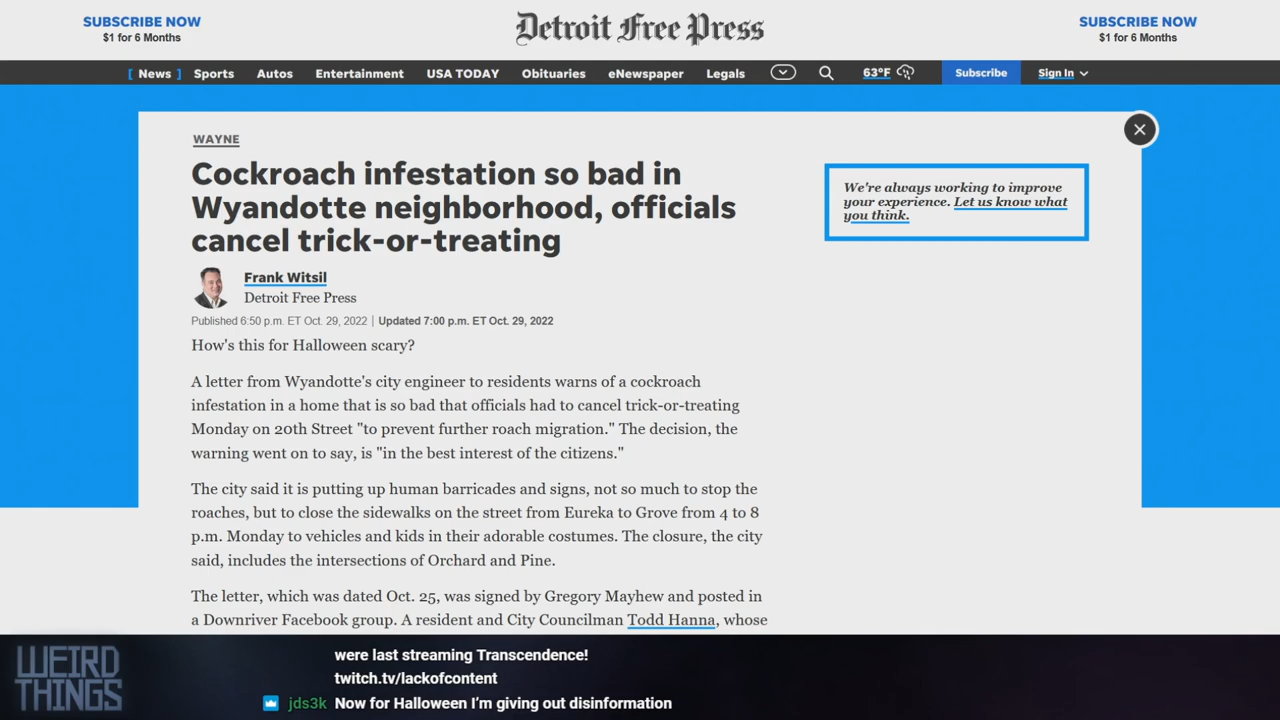 SUBSCRIBE NOW
$1 for 6 Months
Detroit Free Press
SUBSCRIBE NOW
$1 for 6 Months
[ News ] Sports Autos Entertainment USA TODAY Obituaries eNewspaper Legals 63°F Subscribe Sign In
WAYNE
Cockroach infestation so bad in
Wyandotte neighborhood, officials
cancel trick-or-treating
Frank Witsil
Detroit Free Press
Published 6:50 p.m. ET Oct. 29, 2022 | Updated 7:00 p.m. ET Oct. 29, 2022
How's this for Halloween scary?
A letter from Wyandotte's city engineer to residents warns of a cockroach
infestation in a home that is so bad that officials had to cancel trick-or-treating
Monday on 20th Street "to prevent further roach migration." The decision, the
warning went on to say, is "in the best interest of the citizens."
The city said it is putting up human barricades and signs, not so much to stop the
roaches, but to close the sidewalks on the street from Eureka to Grove from 4 to 8
p.m. Monday to vehicles and kids in their adorable costumes. The closure, the city
said, includes the intersections of Orchard and Pine.
The letter, which was dated Oct. 25, was signed by Gregory Mayhew and posted in
a Downriver Facebook group. A resident and City Councilman Todd Hanna, whose
We're always working to improve
your experience. Let us know what
you think.
WEIRD
THINGS
were last streaming Transcendence!
twitch.tv/lackofcontent
jds3k Now for Halloween I'm giving out disinformation